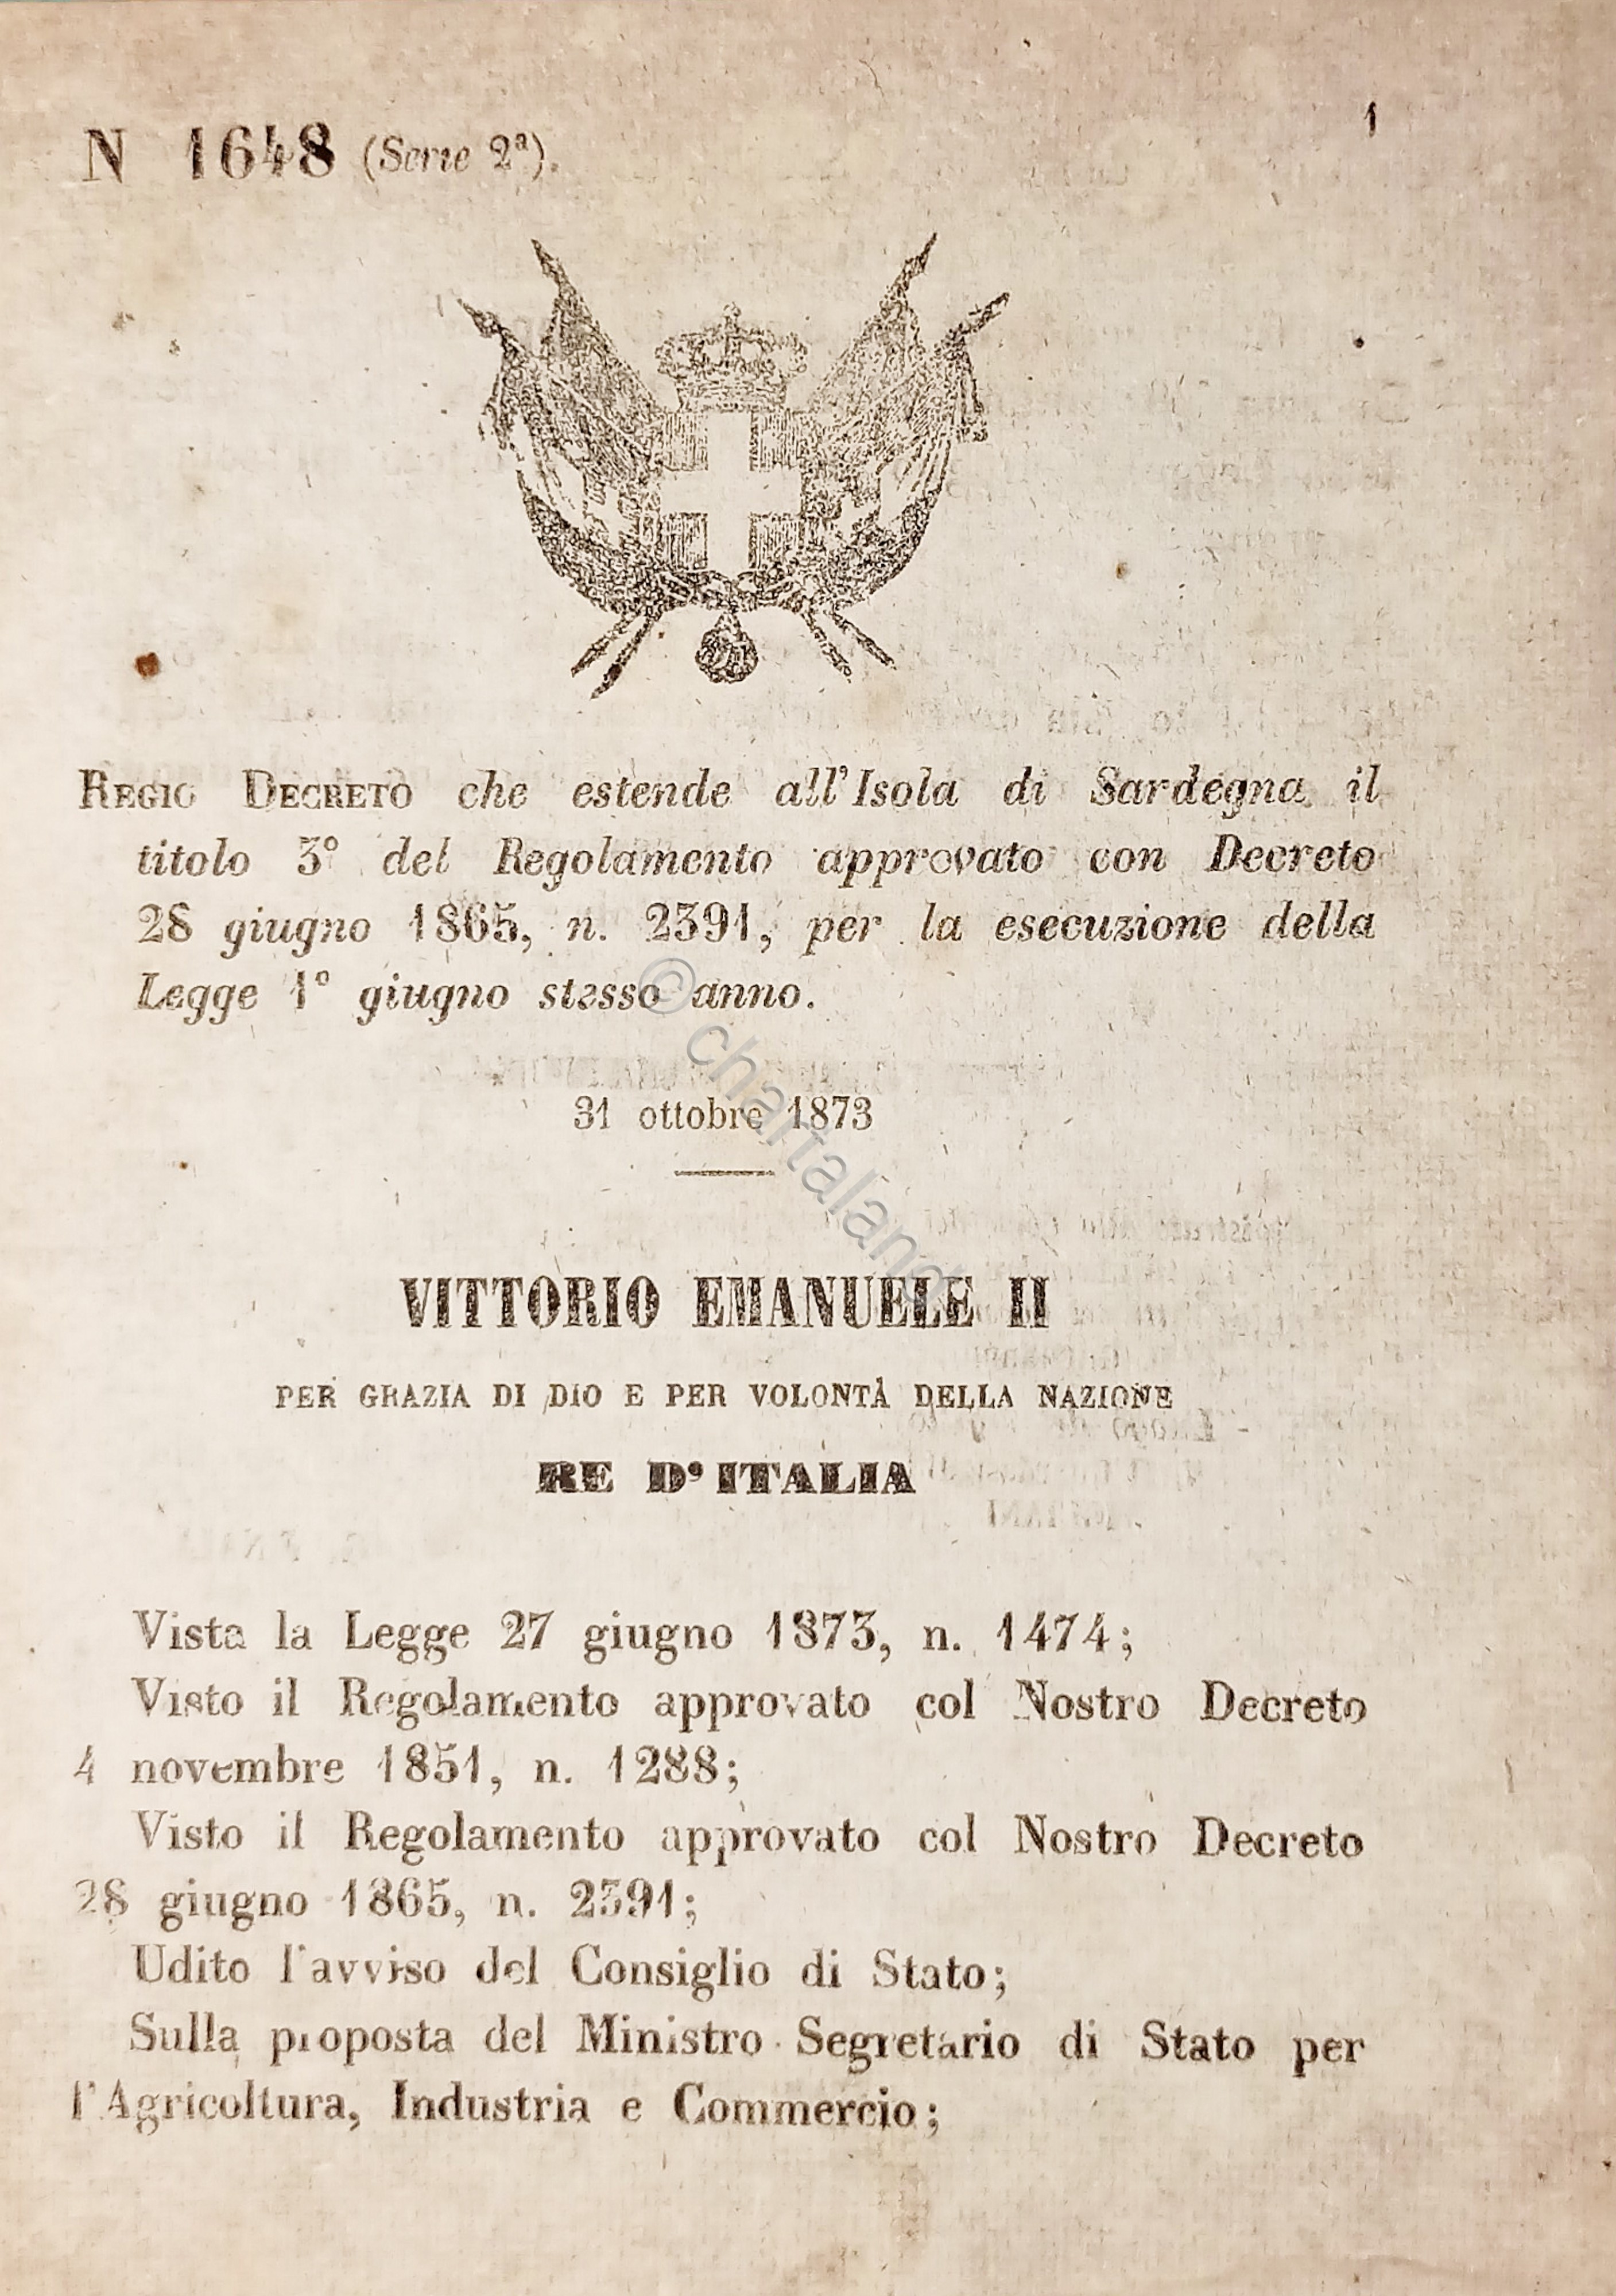 1
N 1648 (Serie 2ª).
REGIO DECRETO che estende all'Isola di Sardegna il
titolo 3° del Regolamento approvato con Decreto
28 giugno 1865, n. 2391, per la esecuzione della
Legge 1° giugno stesso anno.
© chartaland
31 ottobre 1873
VITTORIO EMANUELE II
PER GRAZIA DI DIO E PER VOLONTÀ DELLA NAZIONE
RE D'ITALIA
Vista la Legge 27 giugno 1873, n. 1474;
Visto il Regolamento approvato col Nostro Decreto
4 novembre 1851, n. 1288;
Visto il Regolamento approvato col Nostro Decreto
28 giugno 1865, n. 2391;
Udito l'avviso del Consiglio di Stato;
Sulla proposta del Ministro Segretario di Stato per
l'Agricoltura, Industria e Commercio;